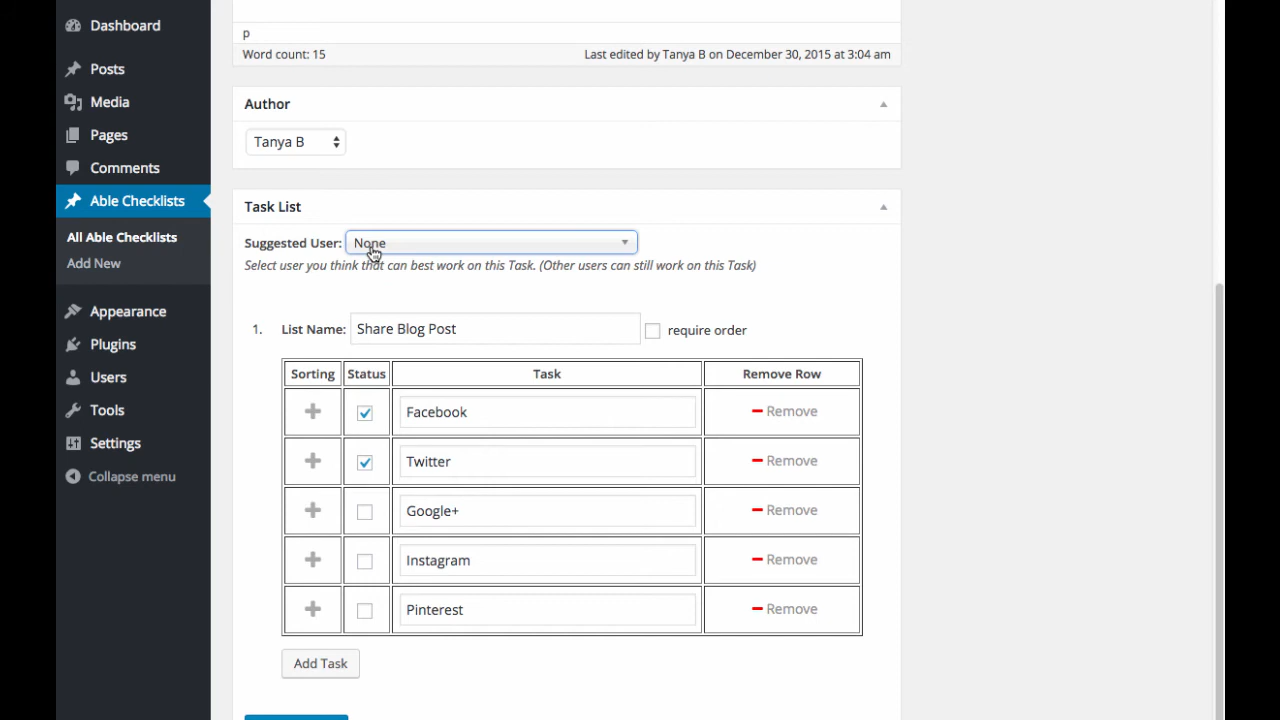 Dashboard
Posts
Media
Pages
Comments
Able Checklists
All Able Checklists
Add New
Appearance
Plugins
Users
Tools
Settings
Collapse menu
p
Word count: 15
Last edited by Tanya B on December 30, 2015 at 3:04 am
Author
Tanya B
Task List
Suggested User: None
Select user you think that can best work on this Task. (Other users can still work on this Task)
1. List Name: Share Blog Post require order
Sorting Status Task Remove Row
Facebook Remove
Twitter Remove
Google+ Remove
Instagram Remove
Pinterest Remove
Add Task